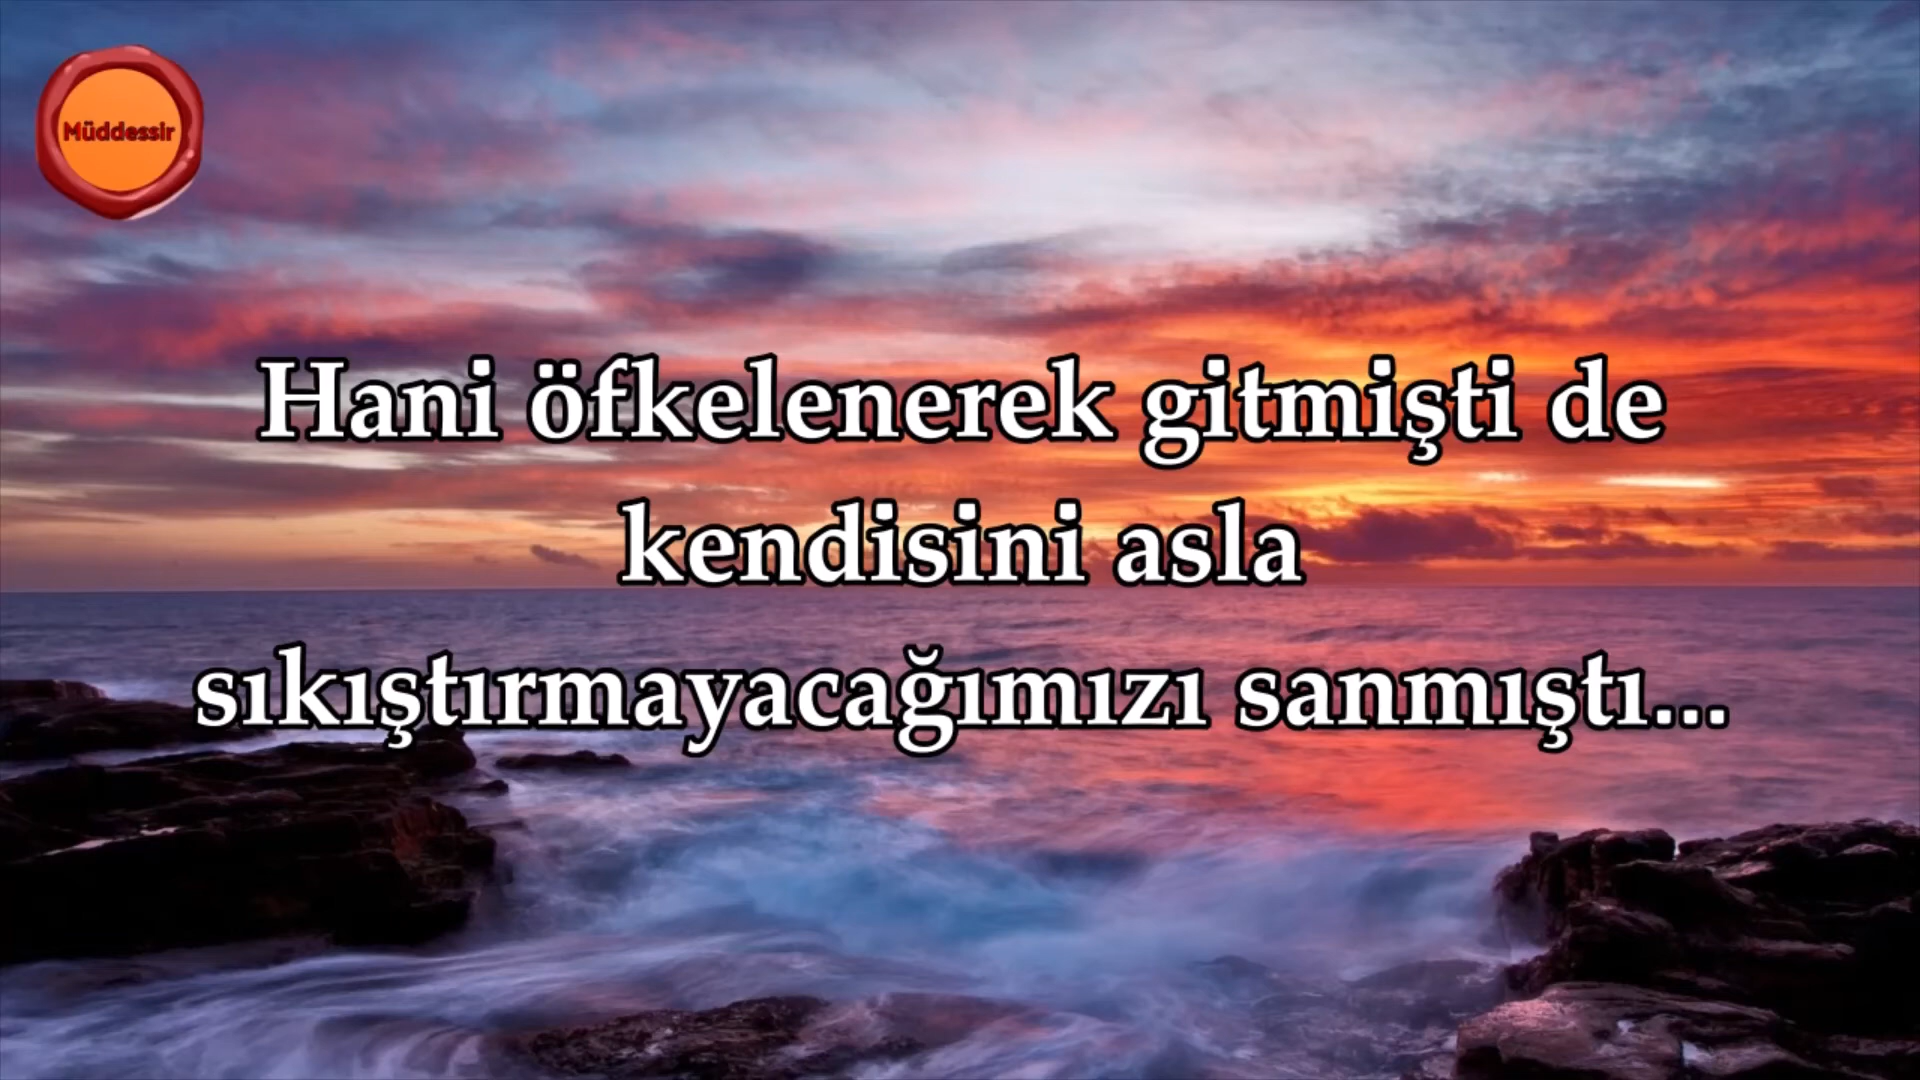 Müddessir
Hani öfkelenerek gitmişti de
kendisini asla
sıkıştırmayacağımızı sanmıştı...